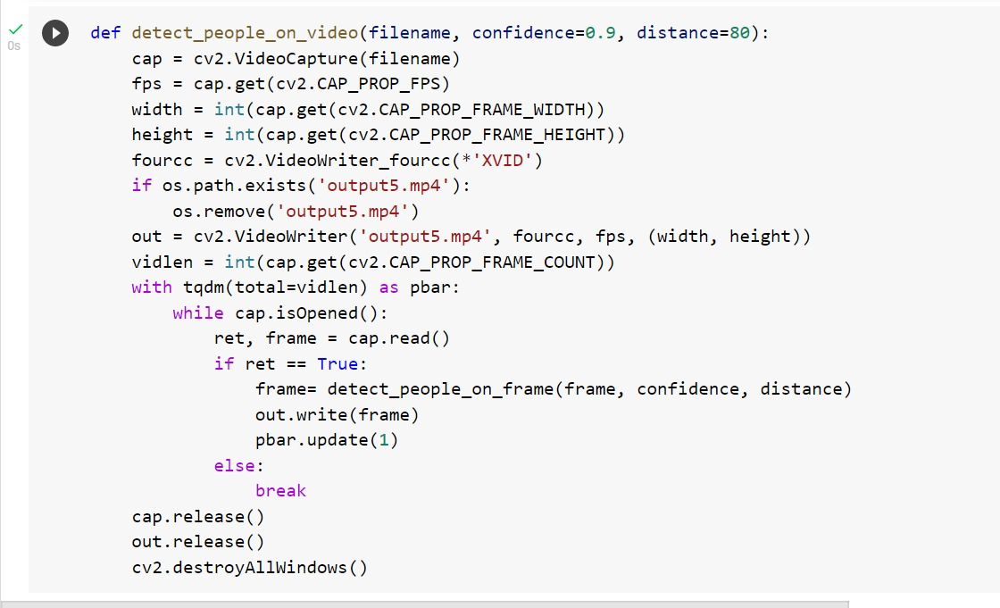 def detect_people_on_video(filename, confidence=0.9, distance=80):
    cap = cv2.VideoCapture(filename)
    fps = cap.get(cv2.CAP_PROP_FPS)
    width = int(cap.get(cv2.CAP_PROP_FRAME_WIDTH))
    height = int(cap.get(cv2.CAP_PROP_FRAME_HEIGHT))
    fourcc = cv2.VideoWriter_fourcc(*'XVID')
    if os.path.exists('output5.mp4'):
        os.remove('output5.mp4')
    out = cv2.VideoWriter('output5.mp4', fourcc, fps, (width, height))
    vidlen = int(cap.get(cv2.CAP_PROP_FRAME_COUNT))
    with tqdm(total=vidlen) as pbar:
        while cap.isOpened():
            ret, frame = cap.read()
            if ret == True:
                frame= detect_people_on_frame(frame, confidence, distance)
                out.write(frame)
                pbar.update(1)
            else:
                break
    cap.release()
    out.release()
    cv2.destroyAllWindows()
0s